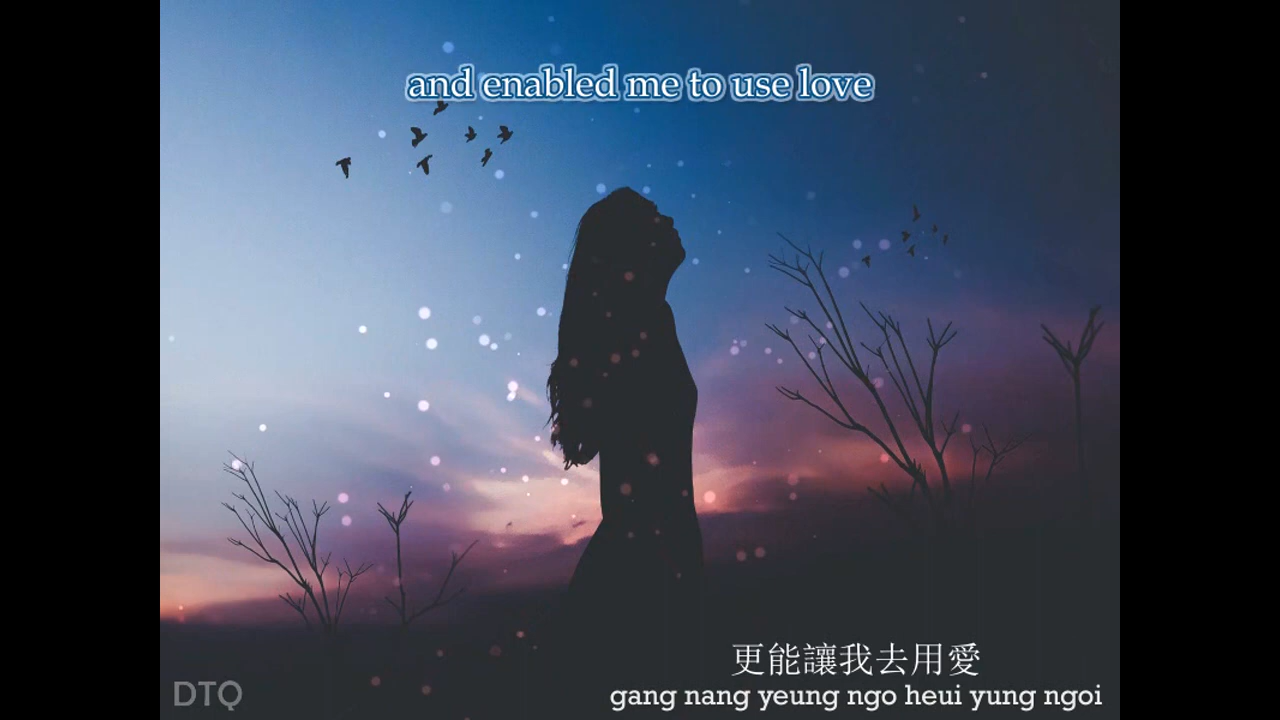 and enabled me to use love
更能讓我去用愛
gang nang yeung ngo heui yung ngoi
DTQ